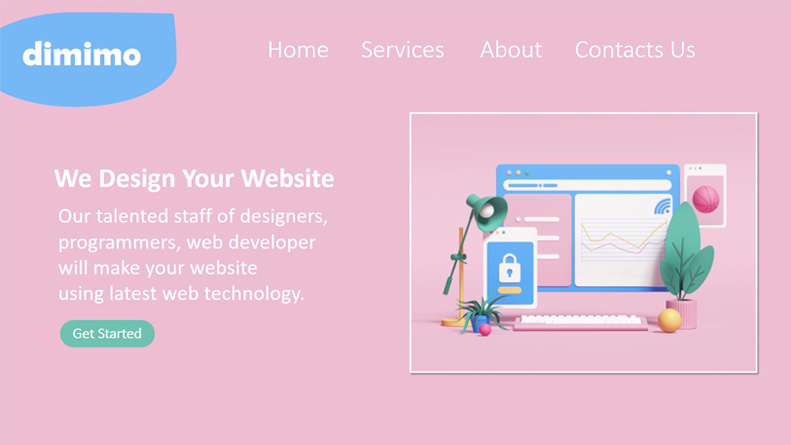 dimimo
Home Services About Contacts Us
We Design Your Website
Our talented staff of designers,
programmers, web developer
will make your website
using latest web technology.
Get Started